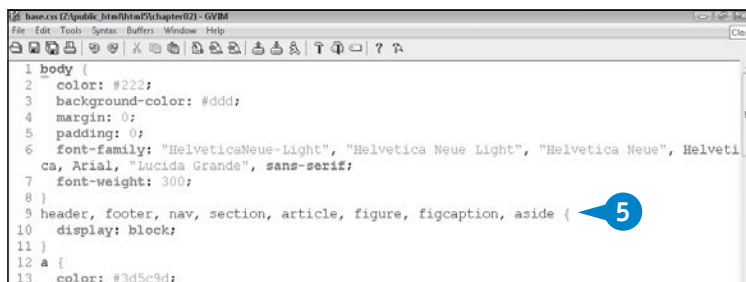 base.css (Z:\public_html\html5\chapter02) - GVIM
File Edit Tools Syntax Buffers Window Help
Clo
1 body {
2 color: #222;
3 background-color: #ddd;
4 margin: 0;
5 padding: 0;
6 font-family: "HelveticaNeue-Light", "Helvetica Neue Light", "Helvetica Neue", Helveti
ca, Arial, "Lucida Grande", sans-serif;
7 font-weight: 300;
8 }
9 header, footer, nav, section, article, figure, figcaption, aside {
5
10 display: block;
11 }
12 a {
13 color: #3d5c9d;